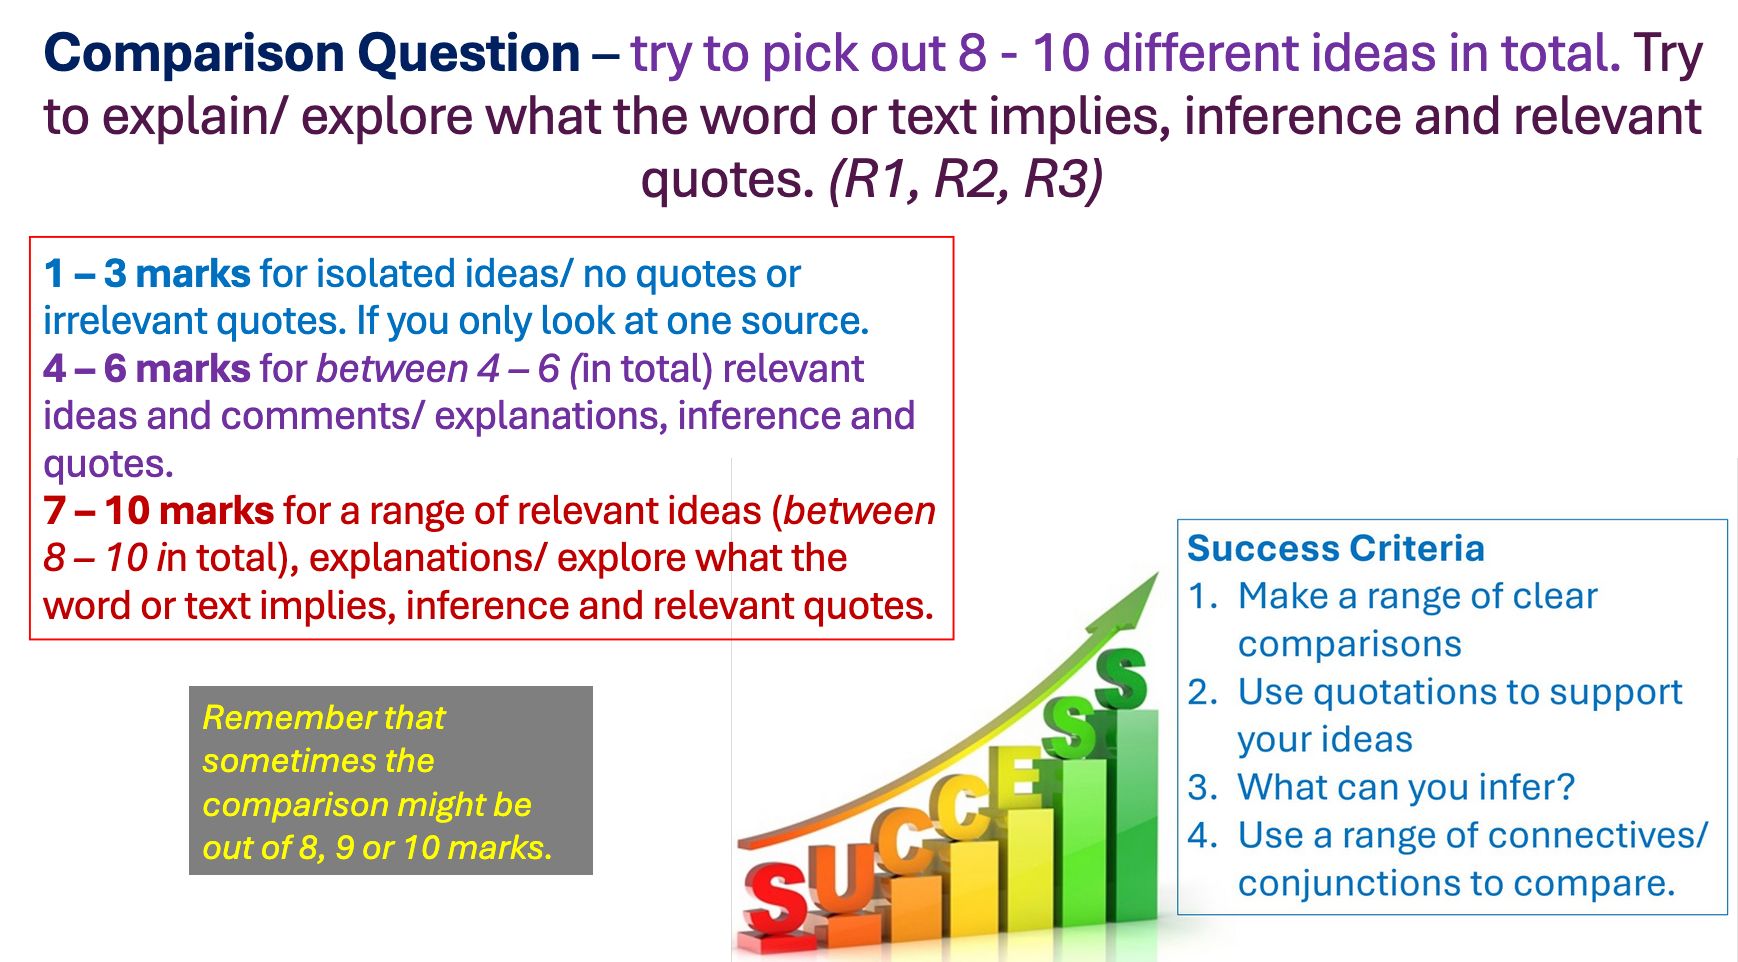 Comparison Question – try to pick out 8 - 10 different ideas in total. Try
to explain/ explore what the word or text implies, inference and relevant
quotes. (R1, R2, R3)
1 – 3 marks for isolated ideas/ no quotes or
irrelevant quotes. If you only look at one source.
4 – 6 marks for between 4 – 6 (in total) relevant
ideas and comments/ explanations, inference and
quotes.
7 – 10 marks for a range of relevant ideas (between
8 – 10 in total), explanations/ explore what the
word or text implies, inference and relevant quotes.
Remember that
sometimes the
comparison might be
out of 8, 9 or 10 marks.
SUCCESS
Success Criteria
1. Make a range of clear
comparisons
2. Use quotations to support
your ideas
3. What can you infer?
4. Use a range of connectives/
conjunctions to compare.